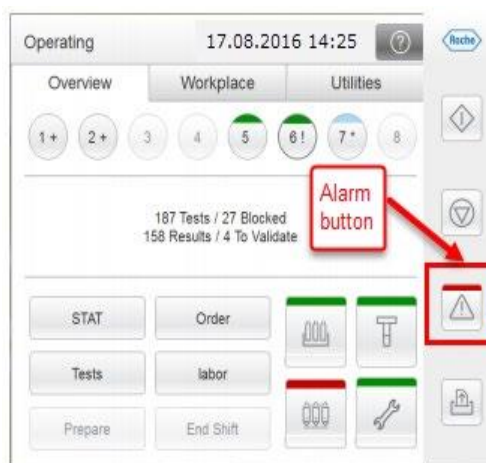 Operating 17.08.2016 14:25 ? Roche
Overview Workplace Utilities
1 + 2 + 3 4 5 6 ! 7 * 8
187 Tests / 27 Blocked
158 Results / 4 To Validate
Alarm
button
STAT Order
Tests labor
Prepare End Shift